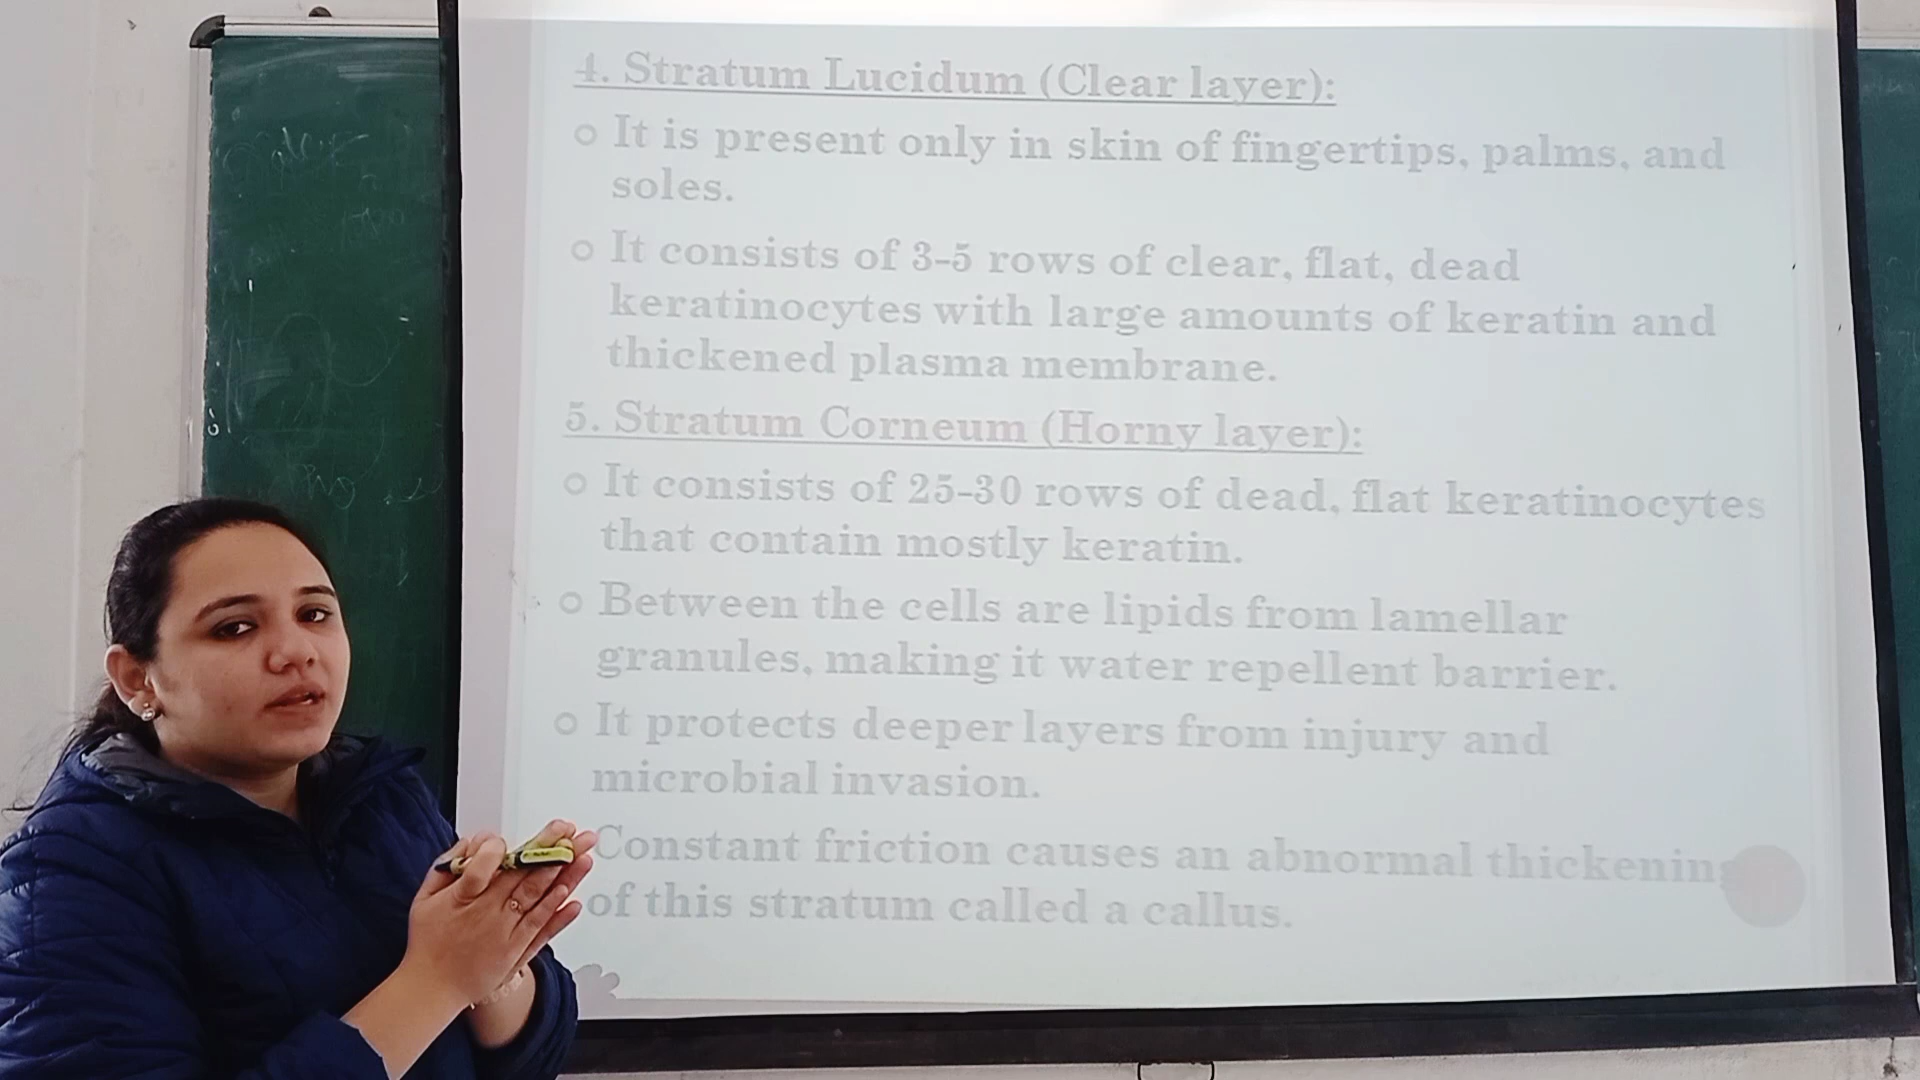 4. Stratum Lucidum (Clear layer):
It is present only in skin of fingertips, palms, and
soles.
It consists of 3-5 rows of clear, flat, dead
keratinocytes with large amounts of keratin and
thickened plasma membrane.
5. Stratum Corneum (Horny layer):
It consists of 25-30 rows of dead, flat keratinocytes
that contain mostly keratin.
Between the cells are lipids from lamellar
granules, making it water repellent barrier.
It protects deeper layers from injury and
microbial invasion.
Constant friction causes an abnormal thickening
of this stratum called a callus.